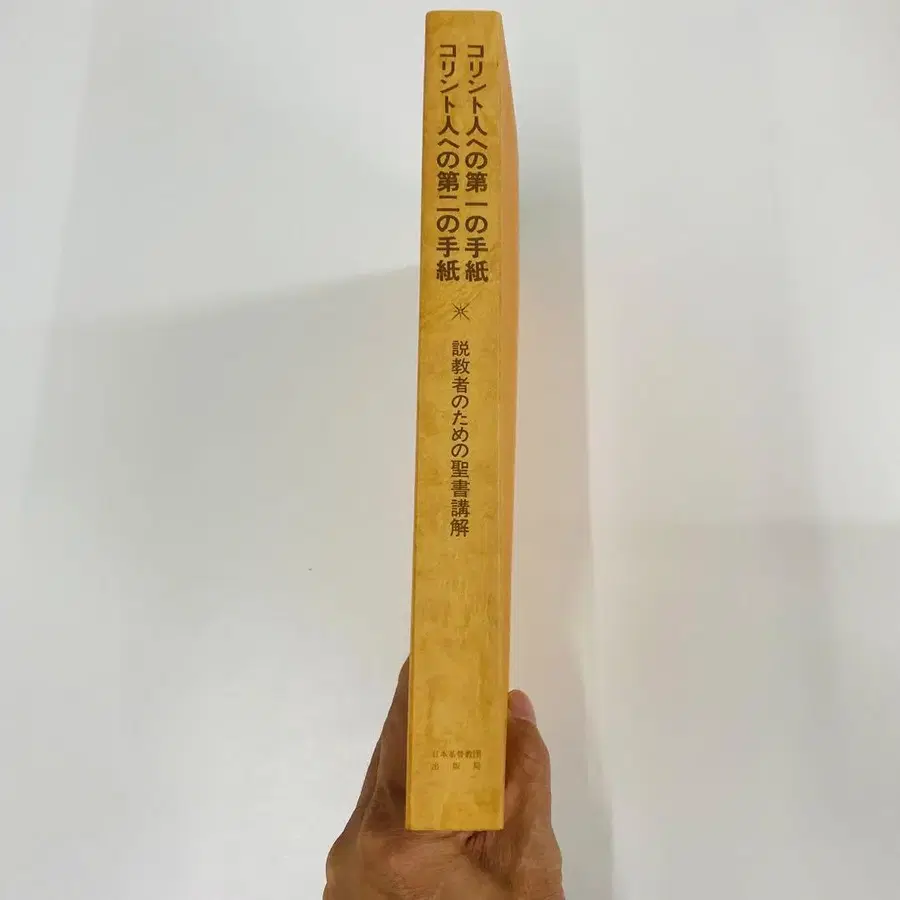 コリント人への第一の手紙
コリント人への第二の手紙
説教者のための聖書講解
日本基督教団
出版局